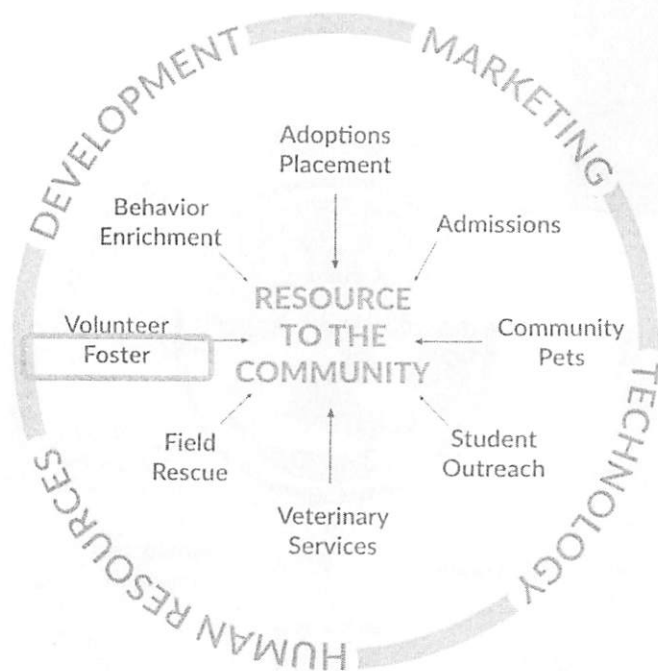 DEVELOPMENT
MARKETING
Adoptions
Placement
Behavior
Enrichment
Admissions
RESOURCE
TO THE
COMMUNITY
Volunteer
Foster
Community
Pets
Field
Rescue
Student
Outreach
Veterinary
Services
HUMAN RESOURCES
TECHNOLOGY